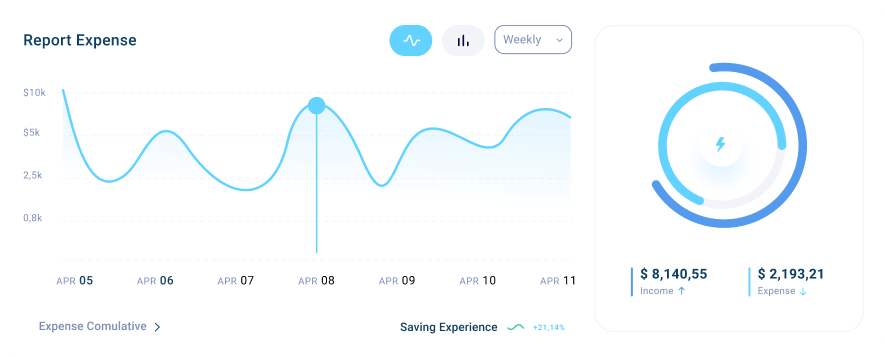 Report Expense
Weekly
$10k
$5k
2,5k
0,8k
APR 05 APR 06 APR 07 APR 08 APR 09 APR 10 APR 11
Expense Comulative
Saving Experience +21,14%
$ 8,140,55
Income
$ 2,193,21
Expense